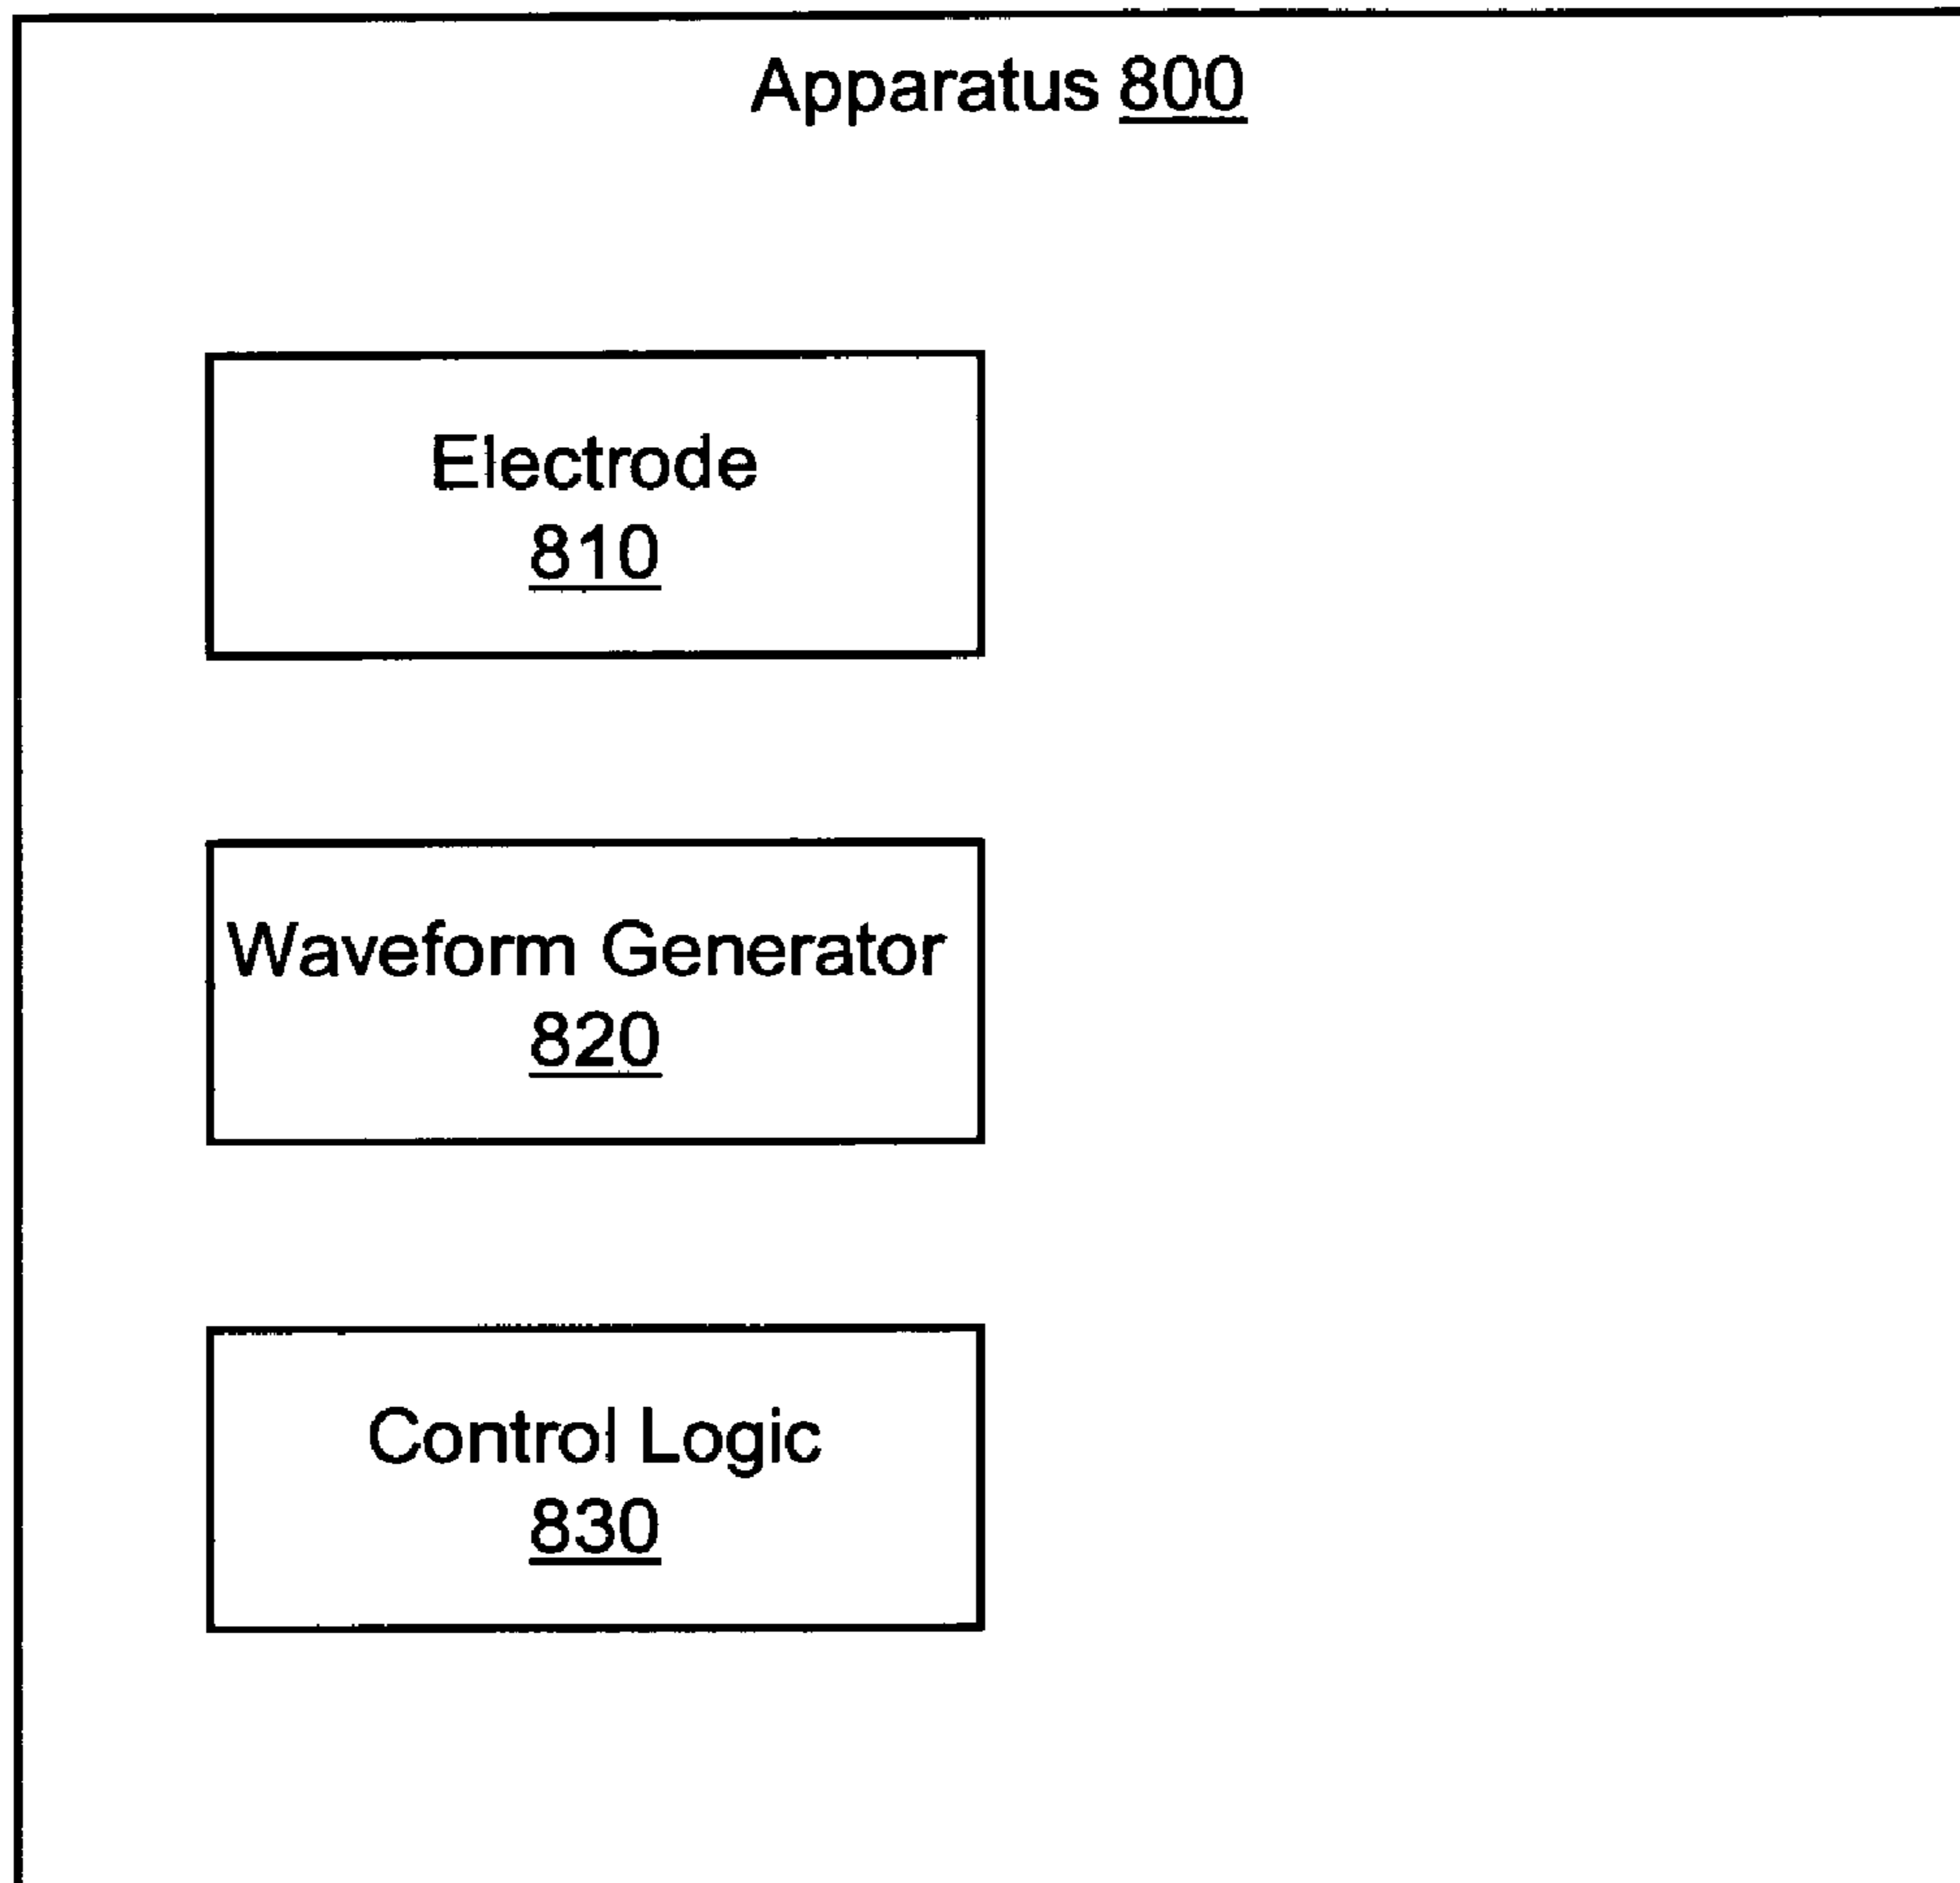 Apparatus 800
Electrode
810
Waveform Generator
820
Control Logic
830